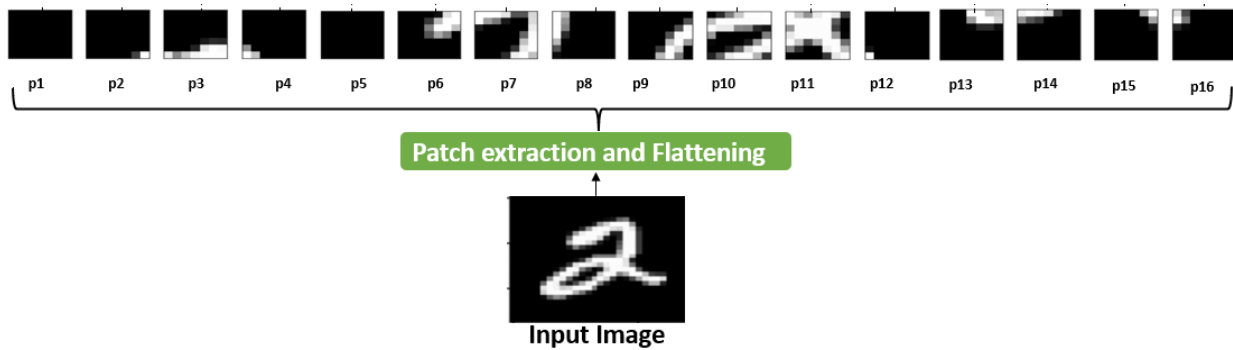 p1 p2 p3 p4 p5 p6 p7 p8 p9 p10 p11 p12 p13 p14 p15 p16
Patch extraction and Flattening
2
Input Image